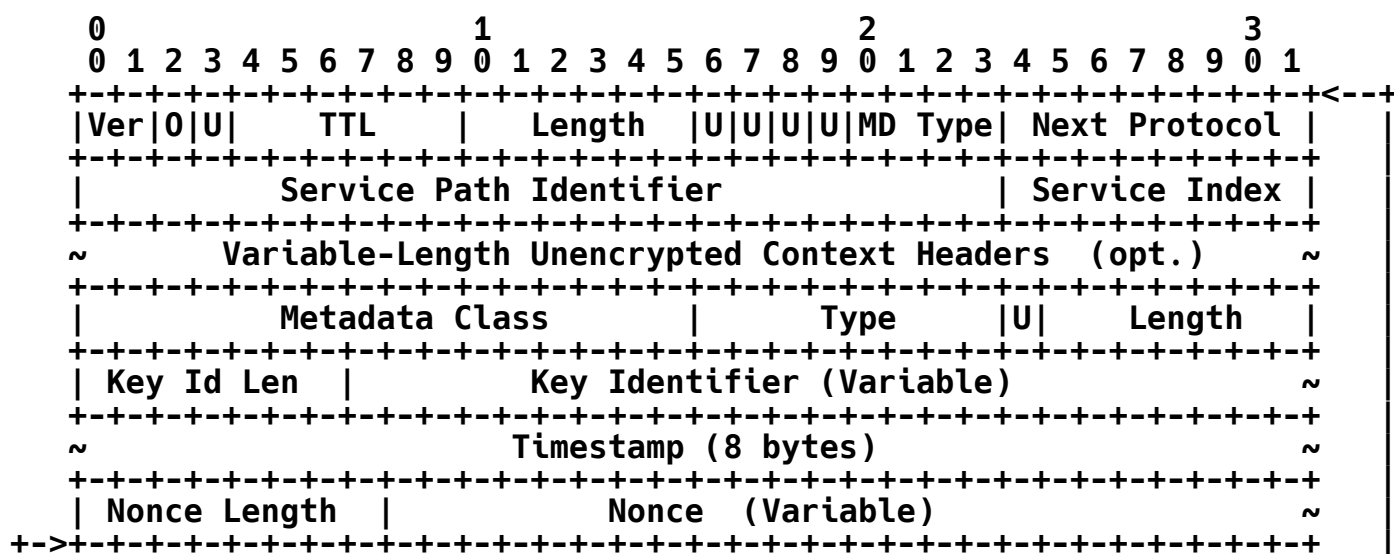 0                   1                   2                   3
 0 1 2 3 4 5 6 7 8 9 0 1 2 3 4 5 6 7 8 9 0 1 2 3 4 5 6 7 8 9 0 1
+-+-+-+-+-+-+-+-+-+-+-+-+-+-+-+-+-+-+-+-+-+-+-+-+-+-+-+-+-+-+-+-+<--+
|Ver|O|U|    TTL    |   Length  |U|U|U|U|MD Type| Next Protocol |   |
+-+-+-+-+-+-+-+-+-+-+-+-+-+-+-+-+-+-+-+-+-+-+-+-+-+-+-+-+-+-+-+-+   |
|          Service Path Identifier              | Service Index |   |
+-+-+-+-+-+-+-+-+-+-+-+-+-+-+-+-+-+-+-+-+-+-+-+-+-+-+-+-+-+-+-+-+   |
~       Variable-Length Unencrypted Context Headers  (opt.)     ~   |
+-+-+-+-+-+-+-+-+-+-+-+-+-+-+-+-+-+-+-+-+-+-+-+-+-+-+-+-+-+-+-+-+   |
|          Metadata Class       |      Type     |U|    Length   |   |
+-+-+-+-+-+-+-+-+-+-+-+-+-+-+-+-+-+-+-+-+-+-+-+-+-+-+-+-+-+-+-+-+   |
| Key Id Len  |         Key Identifier (Variable)               ~   |
+-+-+-+-+-+-+-+-+-+-+-+-+-+-+-+-+-+-+-+-+-+-+-+-+-+-+-+-+-+-+-+-+   |
~                      Timestamp (8 bytes)                      ~   |
+-+-+-+-+-+-+-+-+-+-+-+-+-+-+-+-+-+-+-+-+-+-+-+-+-+-+-+-+-+-+-+-+   |
| Nonce Length  |           Nonce  (Variable)                   ~   |
+->+-+-+-+-+-+-+-+-+-+-+-+-+-+-+-+-+-+-+-+-+-+-+-+-+-+-+-+-+-+-+-+-+   |